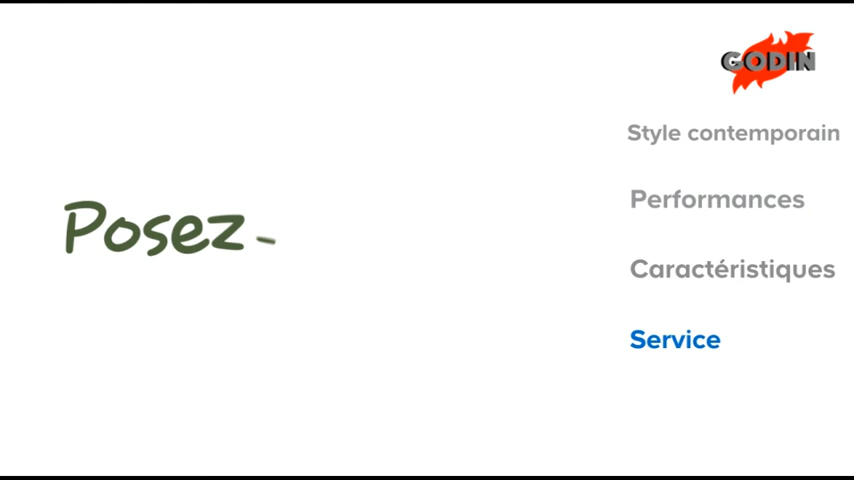 GODIN
Style contemporain
Performances
Posez -
Caractéristiques
Service